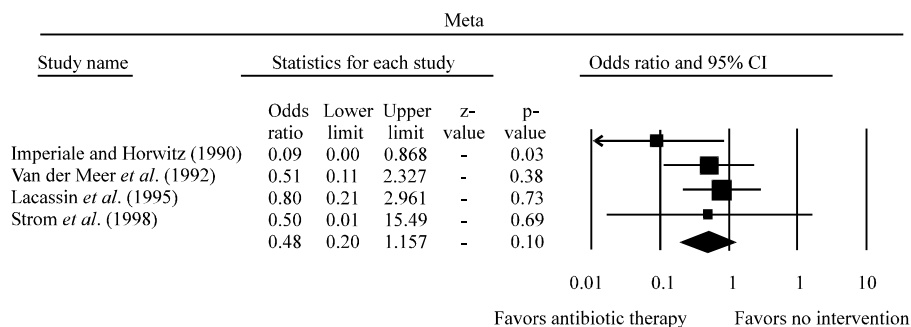 Meta
Study name Statistics for each study Odds ratio and 95% CI
Odds Lower Upper z- p-
ratio limit limit value value
Imperiale and Horwitz (1990) 0.09 0.00 0.868 - 0.03
Van der Meer et al. (1992) 0.51 0.11 2.327 - 0.38
Lacassin et al. (1995) 0.80 0.21 2.961 - 0.73
Strom et al. (1998) 0.50 0.01 15.49 - 0.69
0.48 0.20 1.157 - 0.10
0.01 0.1 1 1 10
Favors antibiotic therapy Favors no intervention